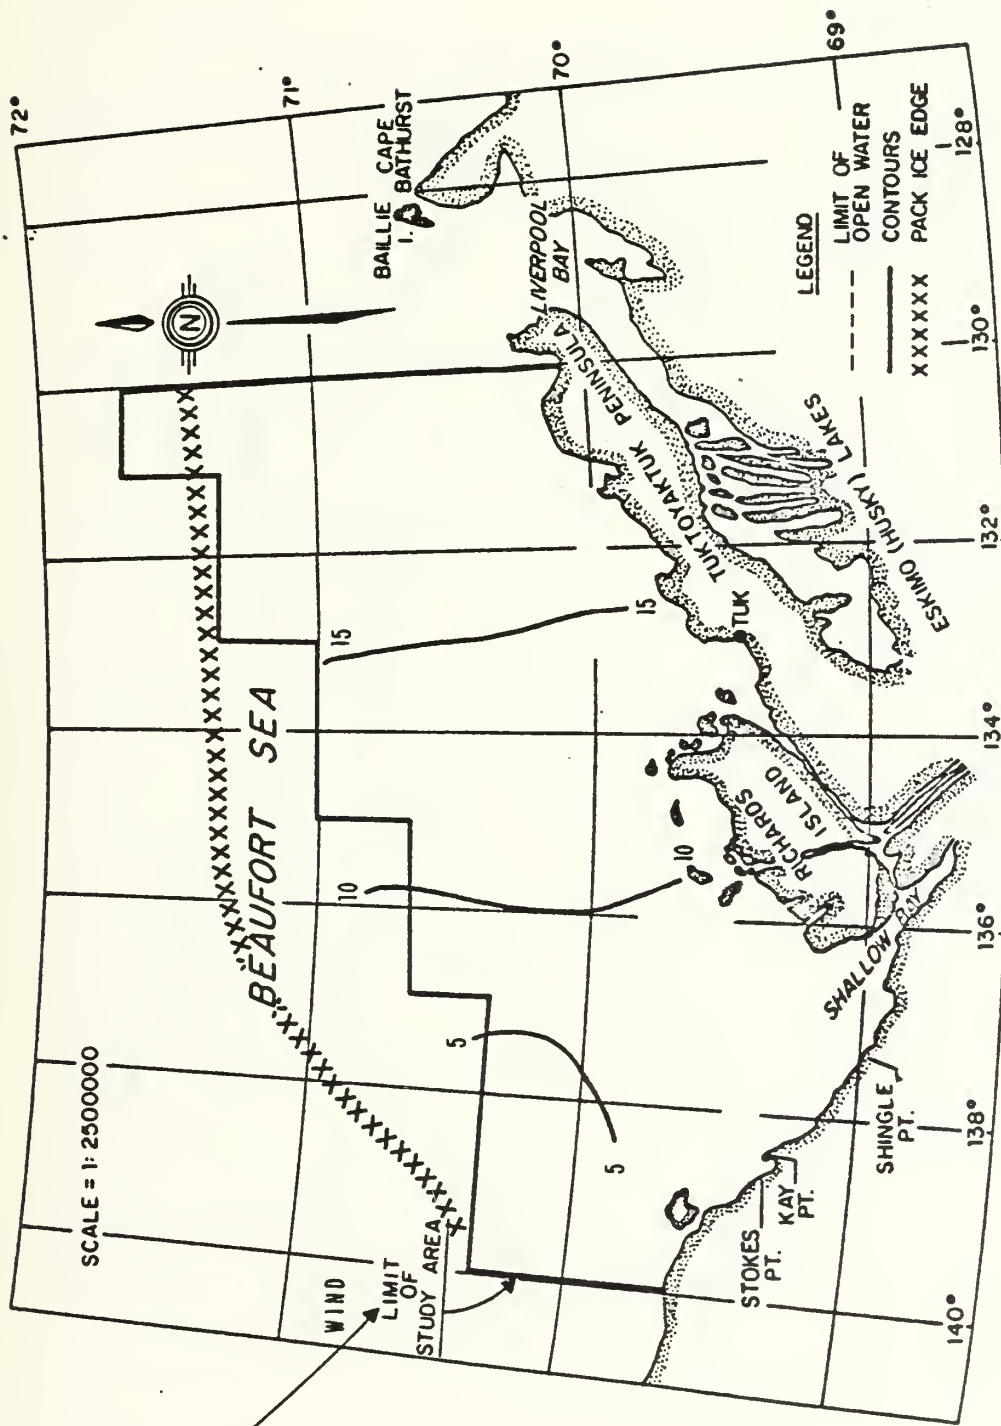 SCALE = 1: 2500000
72°
71°
70°
69°
N
BAILLIE
I.
CAPE
BATHURST
BEAUFORT SEA
LIVERPOOL
BAY
WIND
LIMIT
OF
STUDY AREA
15
15
10
10
5
5
TUKTOYAKTUK PENINSULA
TUK
RICHARDS
ISLAND
ESKIMO (HUSKY) LAKES
SHALLOW BAY
SHINGLE
PT.
KAY
PT.
STOKES
PT.
LEGEND
LIMIT OF
OPEN WATER
CONTOURS
XXXXXX PACK ICE EDGE
140°
138°
136°
134°
132°
130°
128°